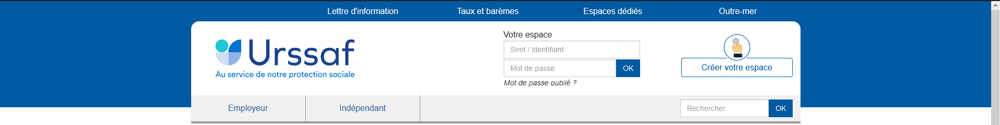 Lettre d'information
Taux et barèmes
Espaces dédiés
Outre-mer
Urssaf
Au service de notre protection sociale
Votre espace
Siret / Identifiant
Mot de passe
OK
Mot de passe oublié ?
Créer votre espace
Employeur
Indépendant
Rechercher
OK